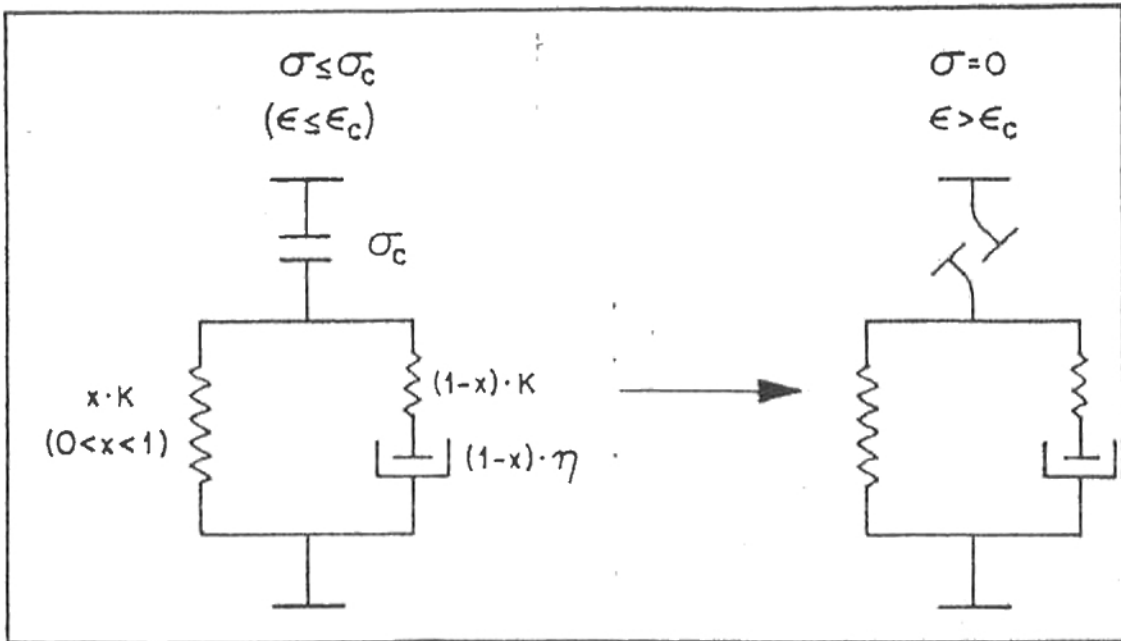 σ≤σc
(ϵ≤ϵc)
σc
x·K
(0<x<1)
(1-x)·K
(1-x)·η
σ=0
ϵ>ϵc